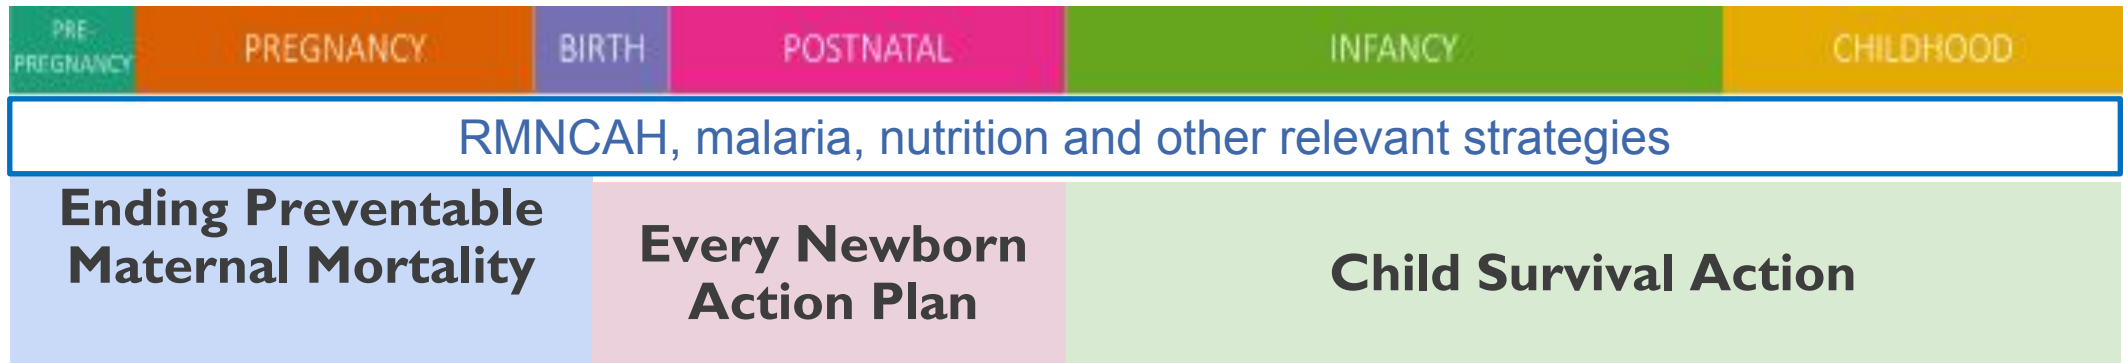 PRE-
PREGNANCY
PREGNANCY
BIRTH
POSTNATAL
INFANCY
CHILDHOOD
RMNCAH, malaria, nutrition and other relevant strategies
Ending Preventable
Maternal Mortality
Every Newborn
Action Plan
Child Survival Action